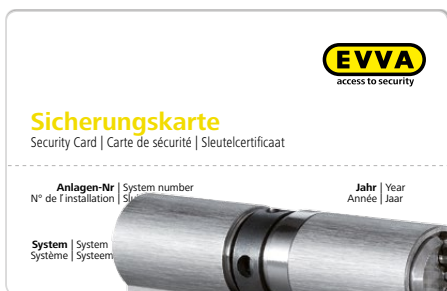 EVVA
access to security
Sicherungskarte
Security Card | Carte de sécurité | Sleutelcertificaat
Anlagen-Nr | System number
N° de l'installation |
Jahr | Year
Année | Jaar
System | System
Système | Systeem